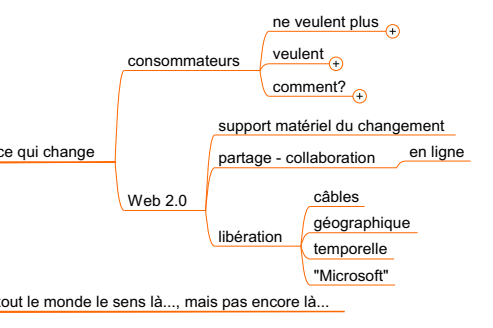 ne veulent plus
veulent
consommateurs
comment?
support matériel du changement
ce qui change
partage - collaboration
en ligne
Web 2.0
câbles
géographique
libération
temporelle
"Microsoft"
tout le monde le sens là..., mais pas encore là...